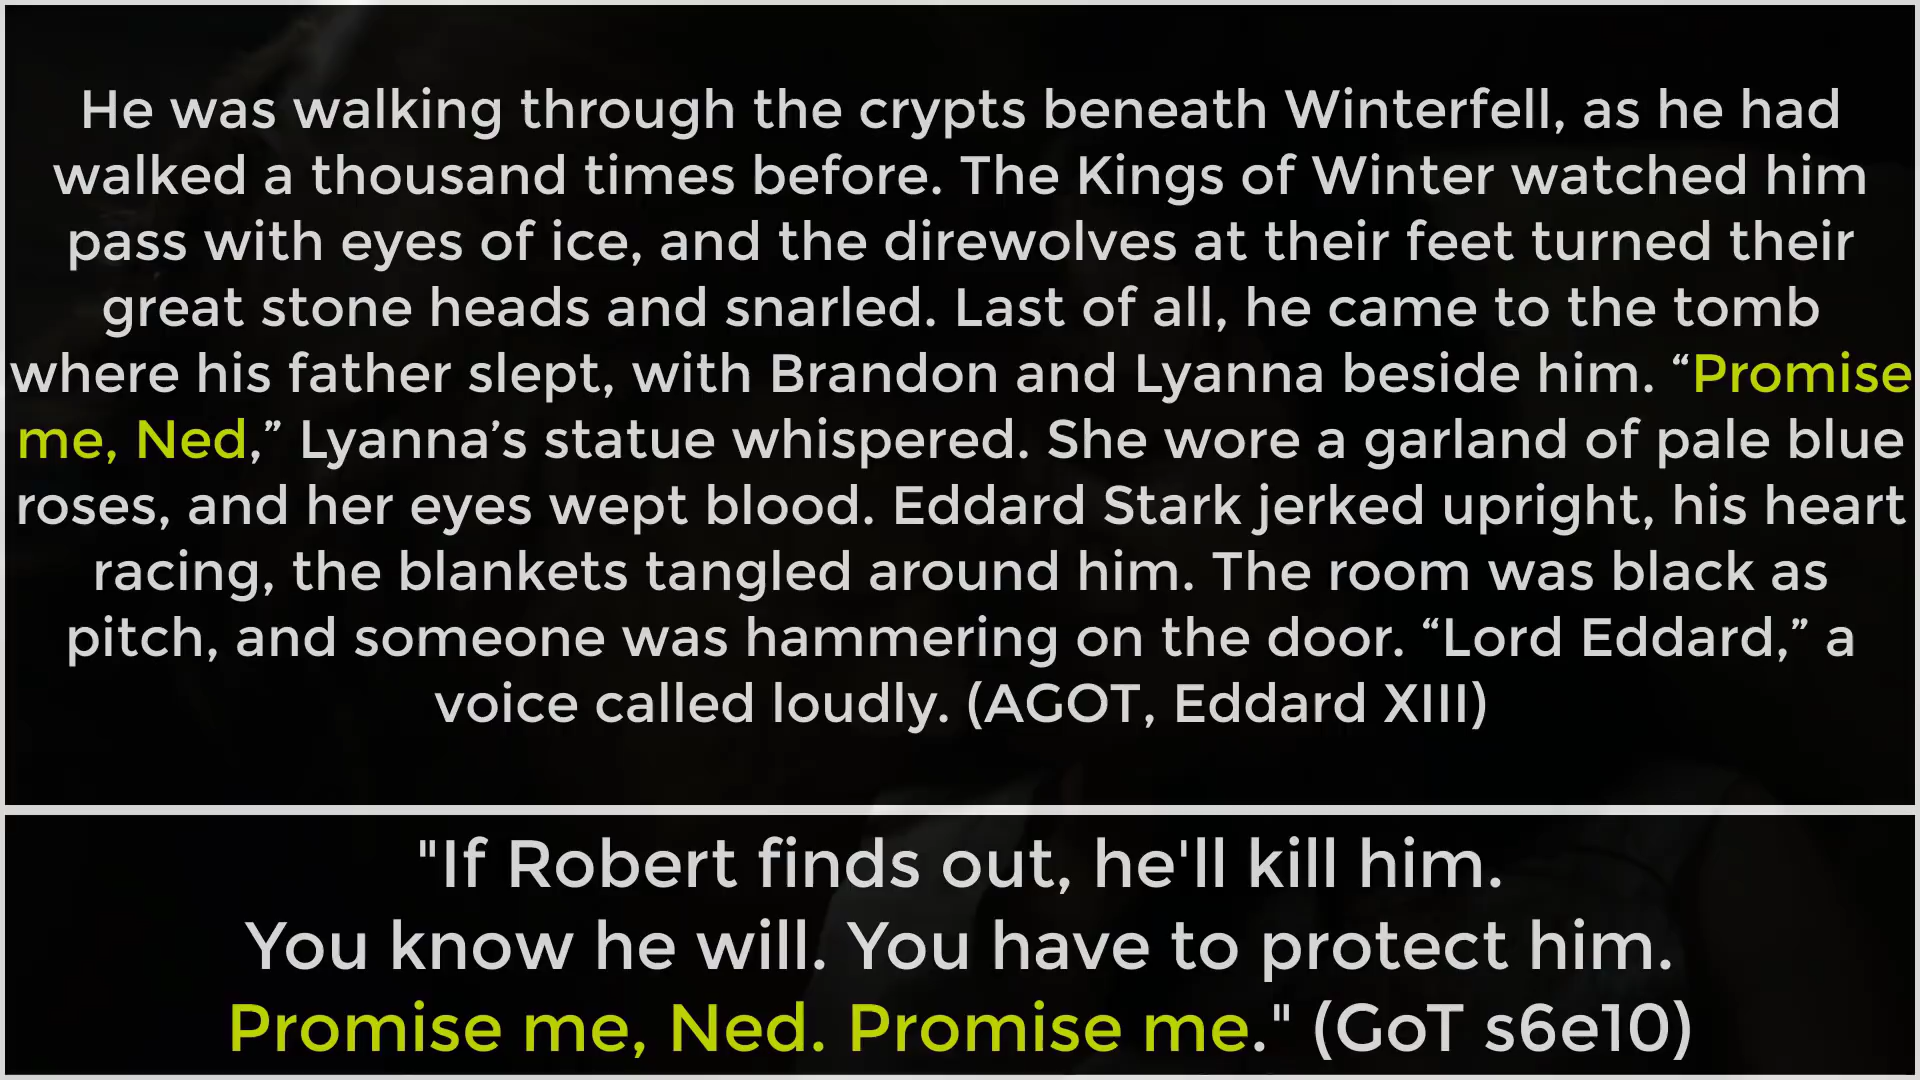 He was walking through the crypts beneath Winterfell, as he had
walked a thousand times before. The Kings of Winter watched him
pass with eyes of ice, and the direwolves at their feet turned their
great stone heads and snarled. Last of all, he came to the tomb
where his father slept, with Brandon and Lyanna beside him. “Promise
me, Ned,” Lyanna’s statue whispered. She wore a garland of pale blue
roses, and her eyes wept blood. Eddard Stark jerked upright, his heart
racing, the blankets tangled around him. The room was black as
pitch, and someone was hammering on the door. “Lord Eddard,” a
voice called loudly. (AGOT, Eddard XIII)
"If Robert finds out, he'll kill him.
You know he will. You have to protect him.
Promise me, Ned. Promise me." (GoT s6e10)